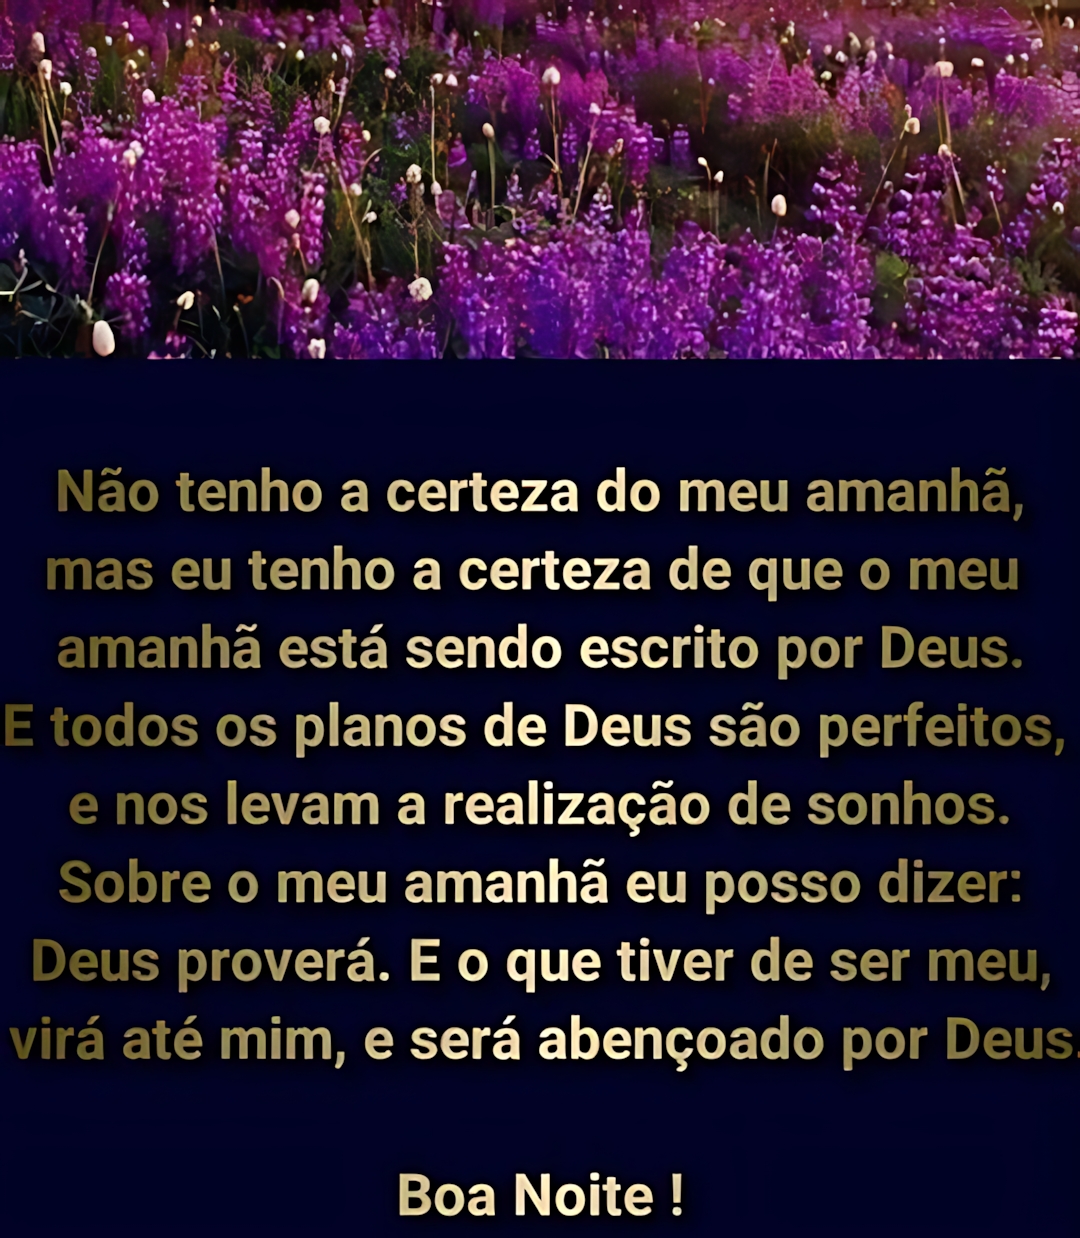 Não tenho a certeza do meu amanhã,
mas eu tenho a certeza de que o meu
amanhã está sendo escrito por Deus.
E todos os planos de Deus são perfeitos,
e nos levam a realização de sonhos.
Sobre o meu amanhã eu posso dizer:
Deus proverá. E o que tiver de ser meu,
virá até mim, e será abençoado por Deus.
Boa Noite !